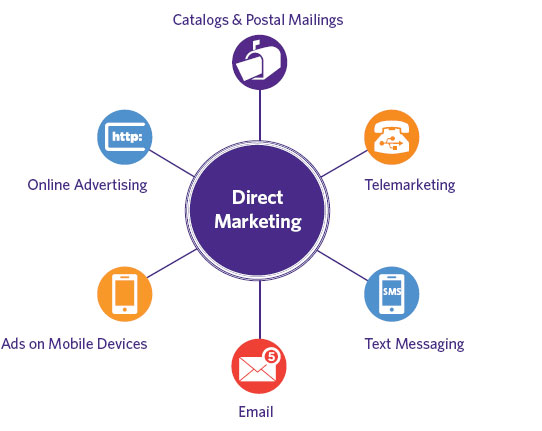 Catalogs & Postal Mailings
http:
Online Advertising
Telemarketing
Direct
Marketing
SMS
Ads on Mobile Devices
Text Messaging
5
Email